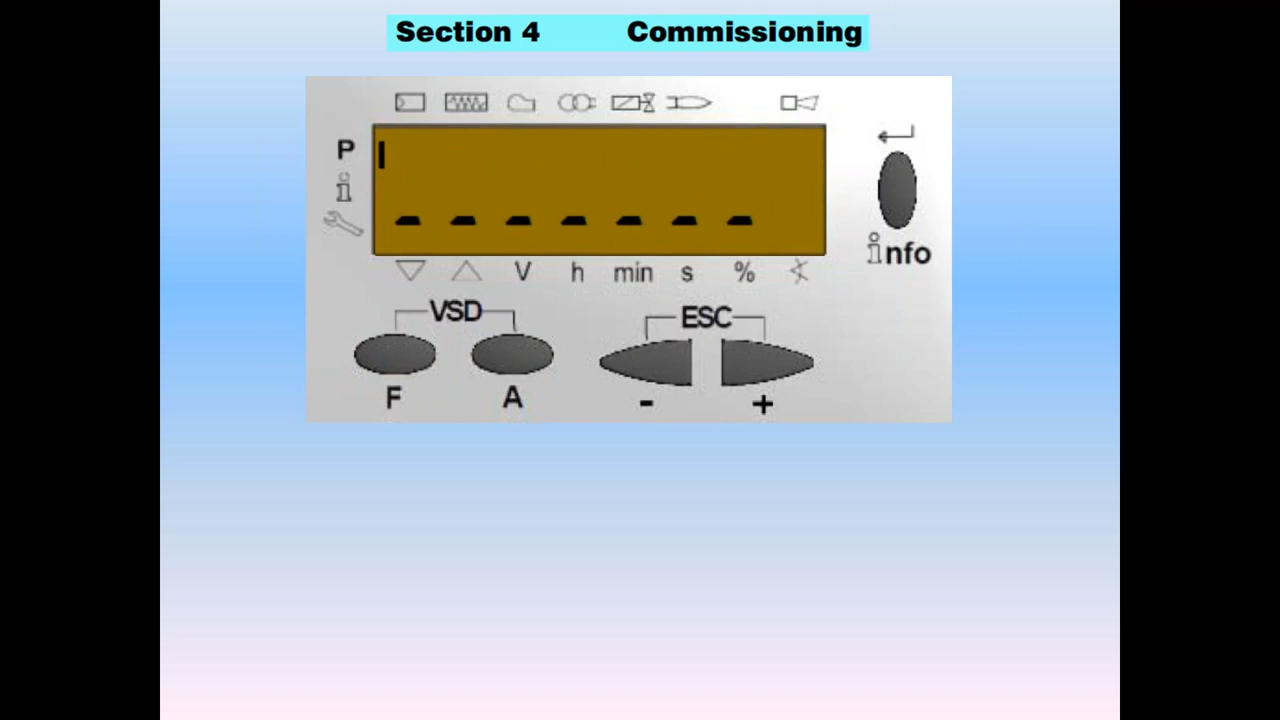 Section 4 Commissioning
P
i
info
V h min s %
VSD ESC
F A - +